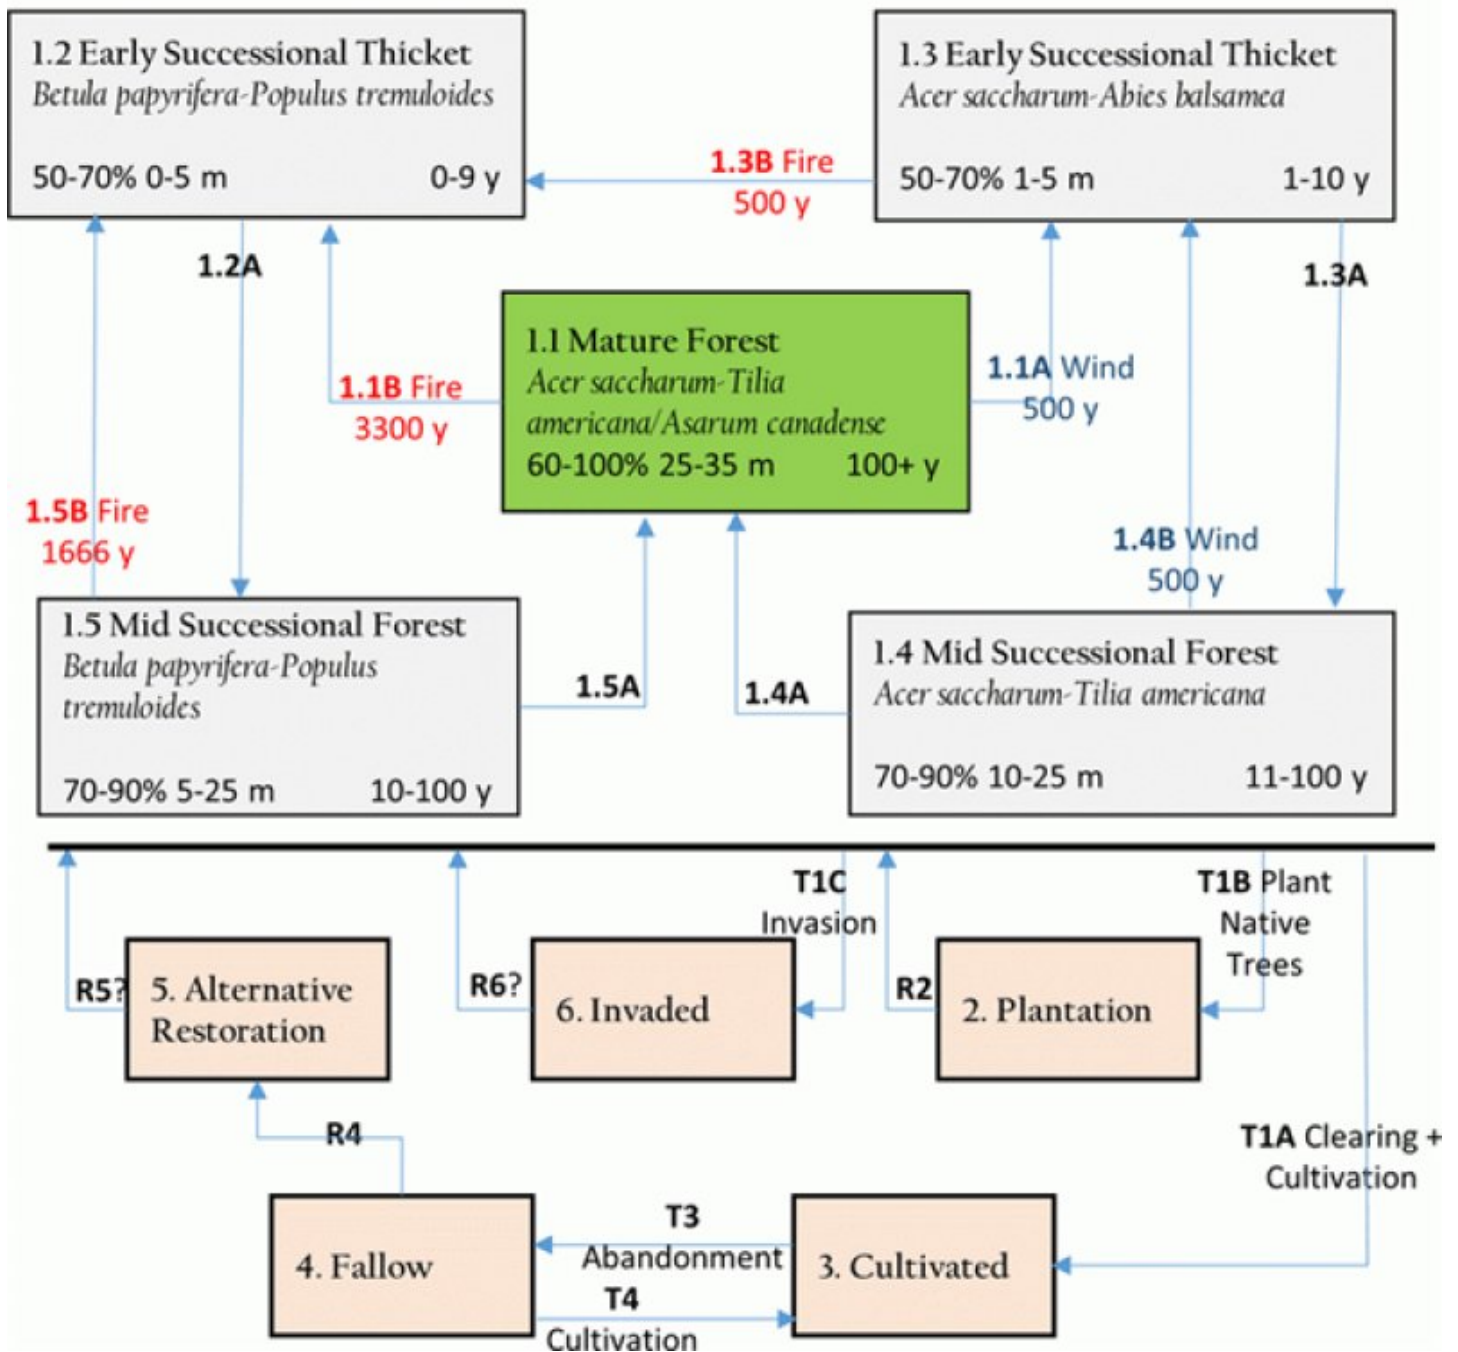 1.2 Early Successional Thicket
Betula papyrifera-Populus tremuloides
50-70% 0-5 m 0-9 y
1.3 Early Successional Thicket
Acer saccharum-Abies balsamea
50-70% 1-5 m 1-10 y
1.3B Fire
500 y
1.2A
1.3A
1.1 Mature Forest
Acer saccharum-Tilia
americana/Asarum canadense
60-100% 25-35 m 100+ y
1.1B Fire
3300 y
1.1A Wind
500 y
1.5B Fire
1666 y
1.4B Wind
500 y
1.5 Mid Successional Forest
Betula papyrifera-Populus
tremuloides
70-90% 5-25 m 10-100 y
1.5A
1.4A
1.4 Mid Successional Forest
Acer saccharum-Tilia americana
70-90% 10-25 m 11-100 y
T1C
Invasion
T1B Plant
Native
Trees
R5?
5. Alternative
Restoration
R6?
6. Invaded
R2
2. Plantation
R4
T1A Clearing +
Cultivation
4. Fallow
T3
Abandonment
T4
Cultivation
3. Cultivated